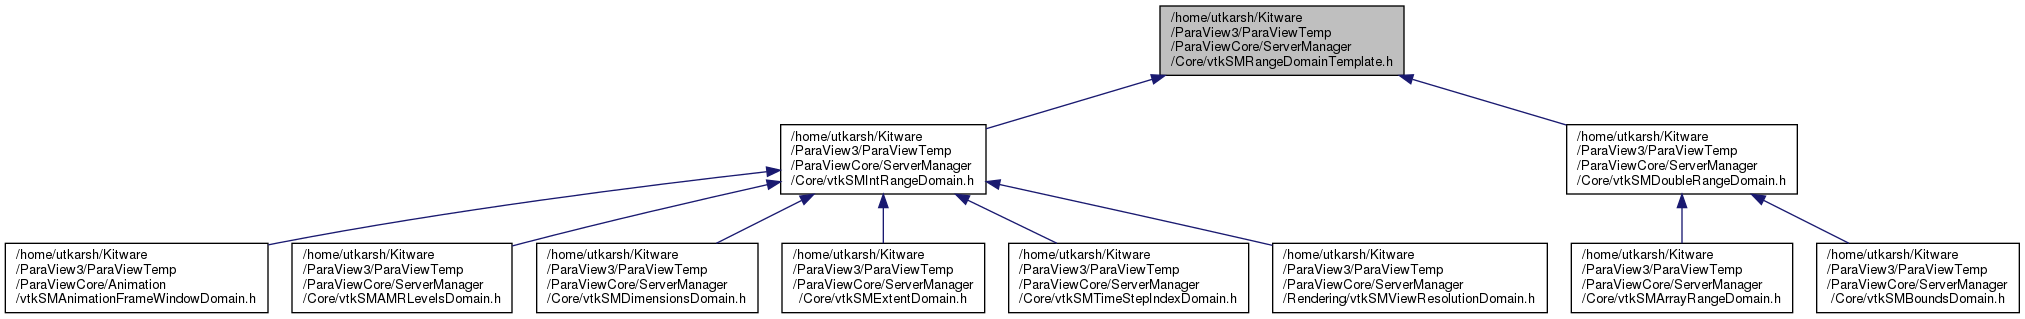 /home/utkarsh/Kitware
/ParaView3/ParaViewTemp
/ParaViewCore/ServerManager
/Core/vtkSMRangeDomainTemplate.h
/home/utkarsh/Kitware
/ParaView3/ParaViewTemp
/ParaViewCore/ServerManager
/Core/vtkSMIntRangeDomain.h
/home/utkarsh/Kitware
/ParaView3/ParaViewTemp
/ParaViewCore/ServerManager
/Core/vtkSMDoubleRangeDomain.h
/home/utkarsh/Kitware
/ParaView3/ParaViewTemp
/ParaViewCore/Animation
/vtkSMAnimationFrameWindowDomain.h
/home/utkarsh/Kitware
/ParaView3/ParaViewTemp
/ParaViewCore/ServerManager
/Core/vtkSMAMRLevelsDomain.h
/home/utkarsh/Kitware
/ParaView3/ParaViewTemp
/ParaViewCore/ServerManager
/Core/vtkSMDimensionsDomain.h
/home/utkarsh/Kitware
/ParaView3/ParaViewTemp
/ParaViewCore/ServerManager
/Core/vtkSMExtentDomain.h
/home/utkarsh/Kitware
/ParaView3/ParaViewTemp
/ParaViewCore/ServerManager
/Core/vtkSMTimeStepIndexDomain.h
/home/utkarsh/Kitware
/ParaView3/ParaViewTemp
/ParaViewCore/ServerManager
/Rendering/vtkSMViewResolutionDomain.h
/home/utkarsh/Kitware
/ParaView3/ParaViewTemp
/ParaViewCore/ServerManager
/Core/vtkSMArrayRangeDomain.h
/home/utkarsh/Kitware
/ParaView3/ParaViewTemp
/ParaViewCore/ServerManager
/Core/vtkSMBoundsDomain.h